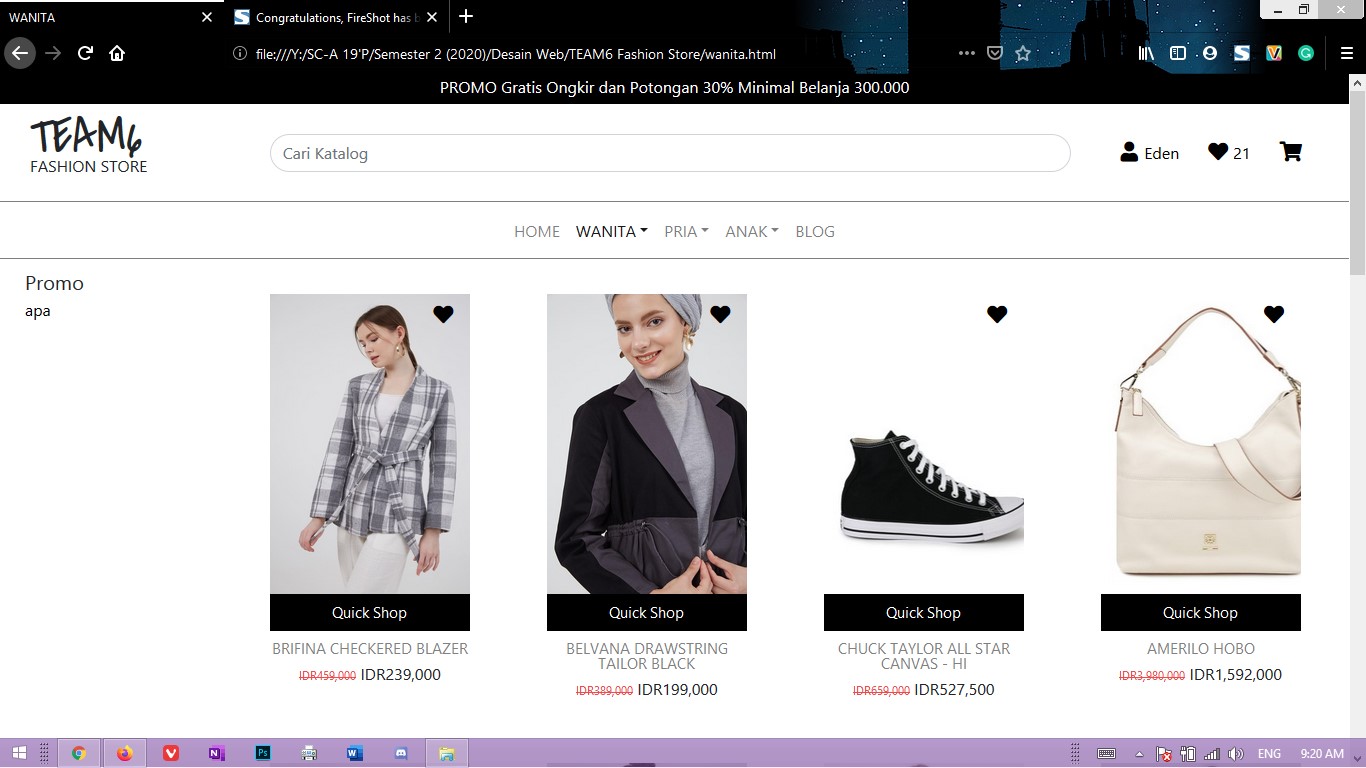 WANITA
Congratulations, FireShot has b
file:///Y:/SC-A 19'P/Semester 2 (2020)/Desain Web/TEAM6 Fashion Store/wanita.html
PROMO Gratis Ongkir dan Potongan 30% Minimal Belanja 300.000
TEAM6
FASHION STORE
Cari Katalog
Eden
21
HOME WANITA PRIA ANAK BLOG
Promo
apa
Quick Shop
BRIFINA CHECKERED BLAZER
IDR459,000 IDR239,000
Quick Shop
BELVANA DRAWSTRING
TAILOR BLACK
IDR389,000 IDR199,000
Quick Shop
CHUCK TAYLOR ALL STAR
CANVAS - HI
IDR659,000 IDR527,500
Quick Shop
AMERILO HOBO
IDR3,980,000 IDR1,592,000
ENG
9:20 AM